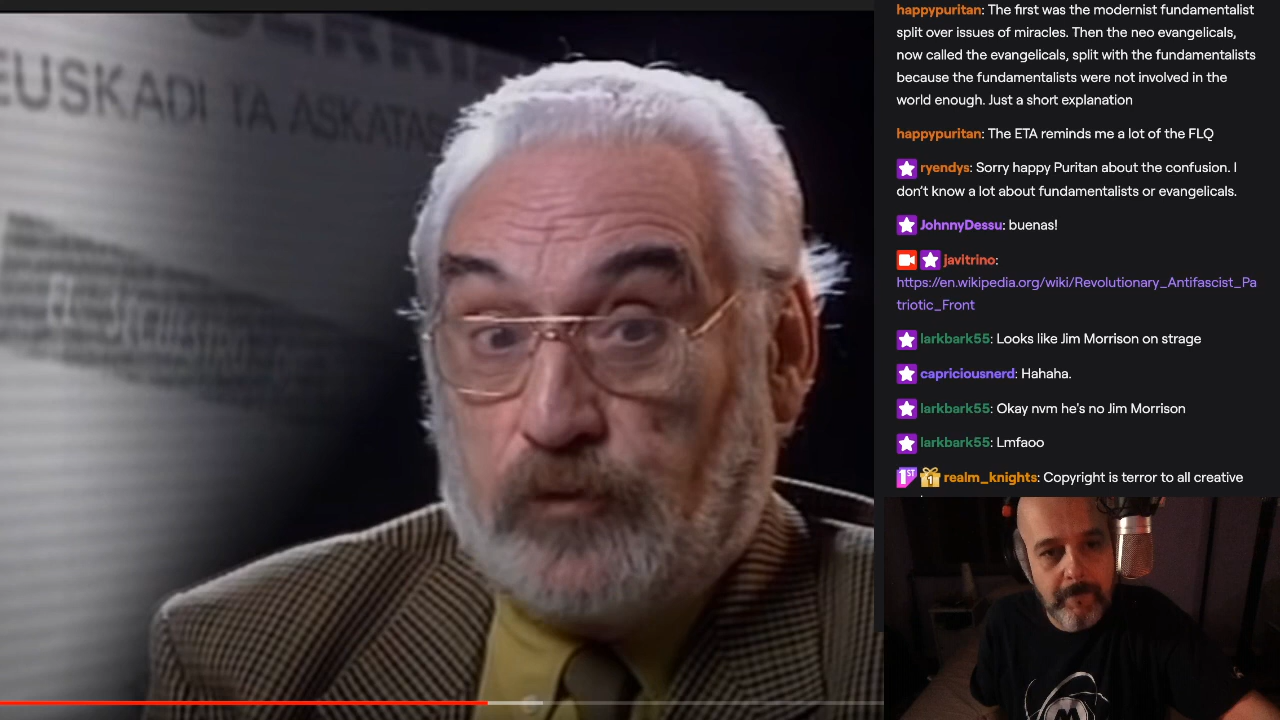 EUSKADI TA ASKATAS
happypuritan: The first was the modernist fundamentalist
split over issues of miracles. Then the neo evangelicals,
now called the evangelicals, split with the fundamentalists
because the fundamentalists were not involved in the
world enough. Just a short explanation
happypuritan: The ETA reminds me a lot of the FLQ
ryendys: Sorry happy Puritan about the confusion. I
don't know a lot about fundamentalists or evangelicals.
JohnnyDessu: buenas!
javitrino:
https://en.wikipedia.org/wiki/Revolutionary_Antifascist_Pa
triotic_Front
larkbark55: Looks like Jim Morrison on strage
capriciousnerd: Hahaha.
larkbark55: Okay nvm he's no Jim Morrison
larkbark55: Lmfaoo
1ST 1 realm_knights: Copyright is terror to all creative